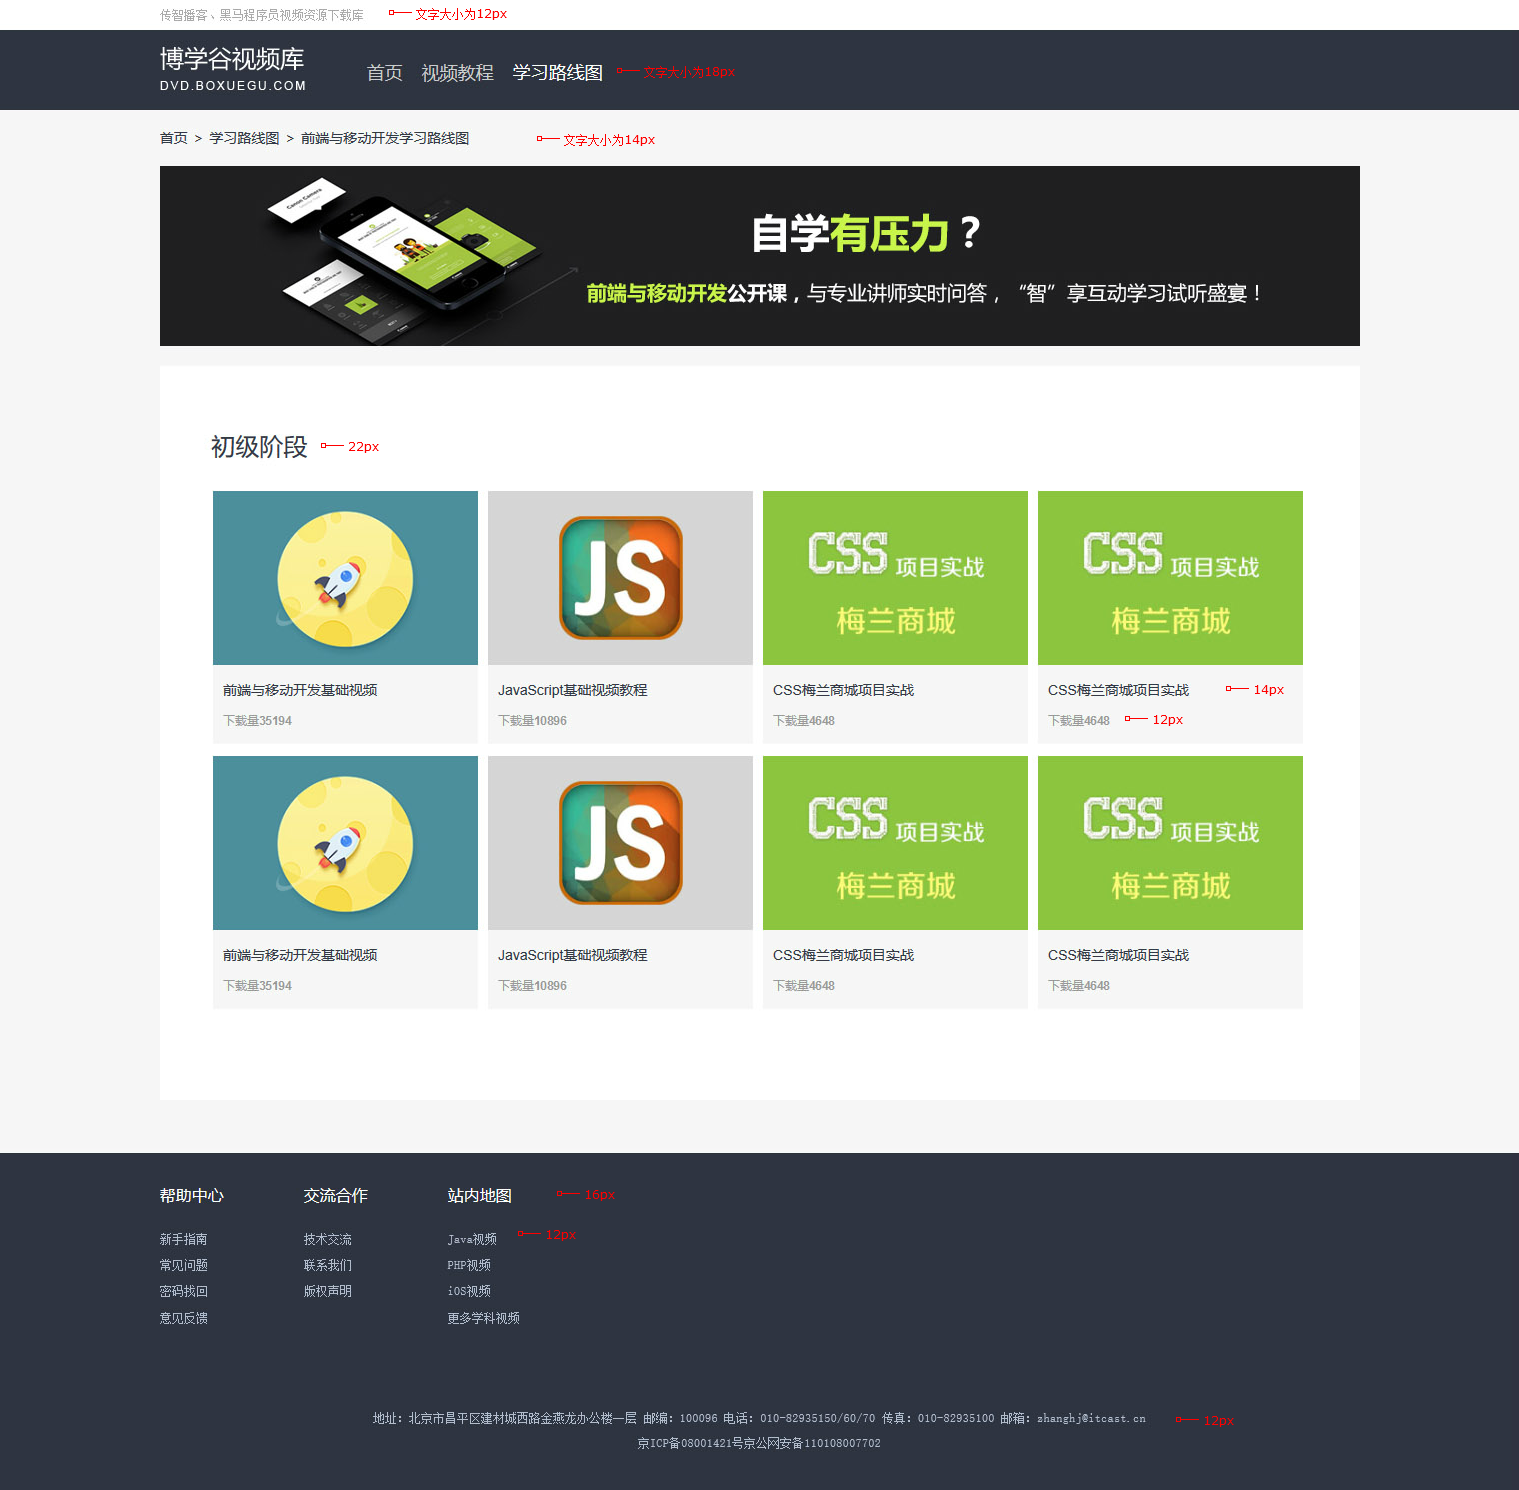 传智播客、黑马程序员视频资源下载库 文字大小为12px
博学谷视频库
DVD.BOXUEGU.COM
首页 视频教程 学习路线图 文字大小为18px
首页 > 学习路线图 > 前端与移动开发学习路线图 文字大小为14px
自学有压力？
前端与移动开发公开课，与专业讲师实时问答，“智”享互动学习试听盛宴！
初级阶段 22px
JS
CSS 项目实战
梅兰商城
CSS 项目实战
梅兰商城
前端与移动开发基础视频
下载量35194
JavaScript基础视频教程
下载量10896
CSS梅兰商城项目实战
下载量4648
CSS梅兰商城项目实战 14px
下载量4648 12px
JS
CSS 项目实战
梅兰商城
CSS 项目实战
梅兰商城
前端与移动开发基础视频
下载量35194
JavaScript基础视频教程
下载量10896
CSS梅兰商城项目实战
下载量4648
CSS梅兰商城项目实战
下载量4648
帮助中心
新手指南
常见问题
密码找回
意见反馈
交流合作
技术交流
联系我们
版权声明
站内地图 16px
Java视频 12px
PHP视频
iOS视频
更多学科视频
地址：北京市昌平区建材城西路金燕龙办公楼一层 邮编：100096 电话：010-82935150/60/70 传真：010-82935100 邮箱：zhanghj@itcast.cn 12px
京ICP备08001421号京公网安备110108007702